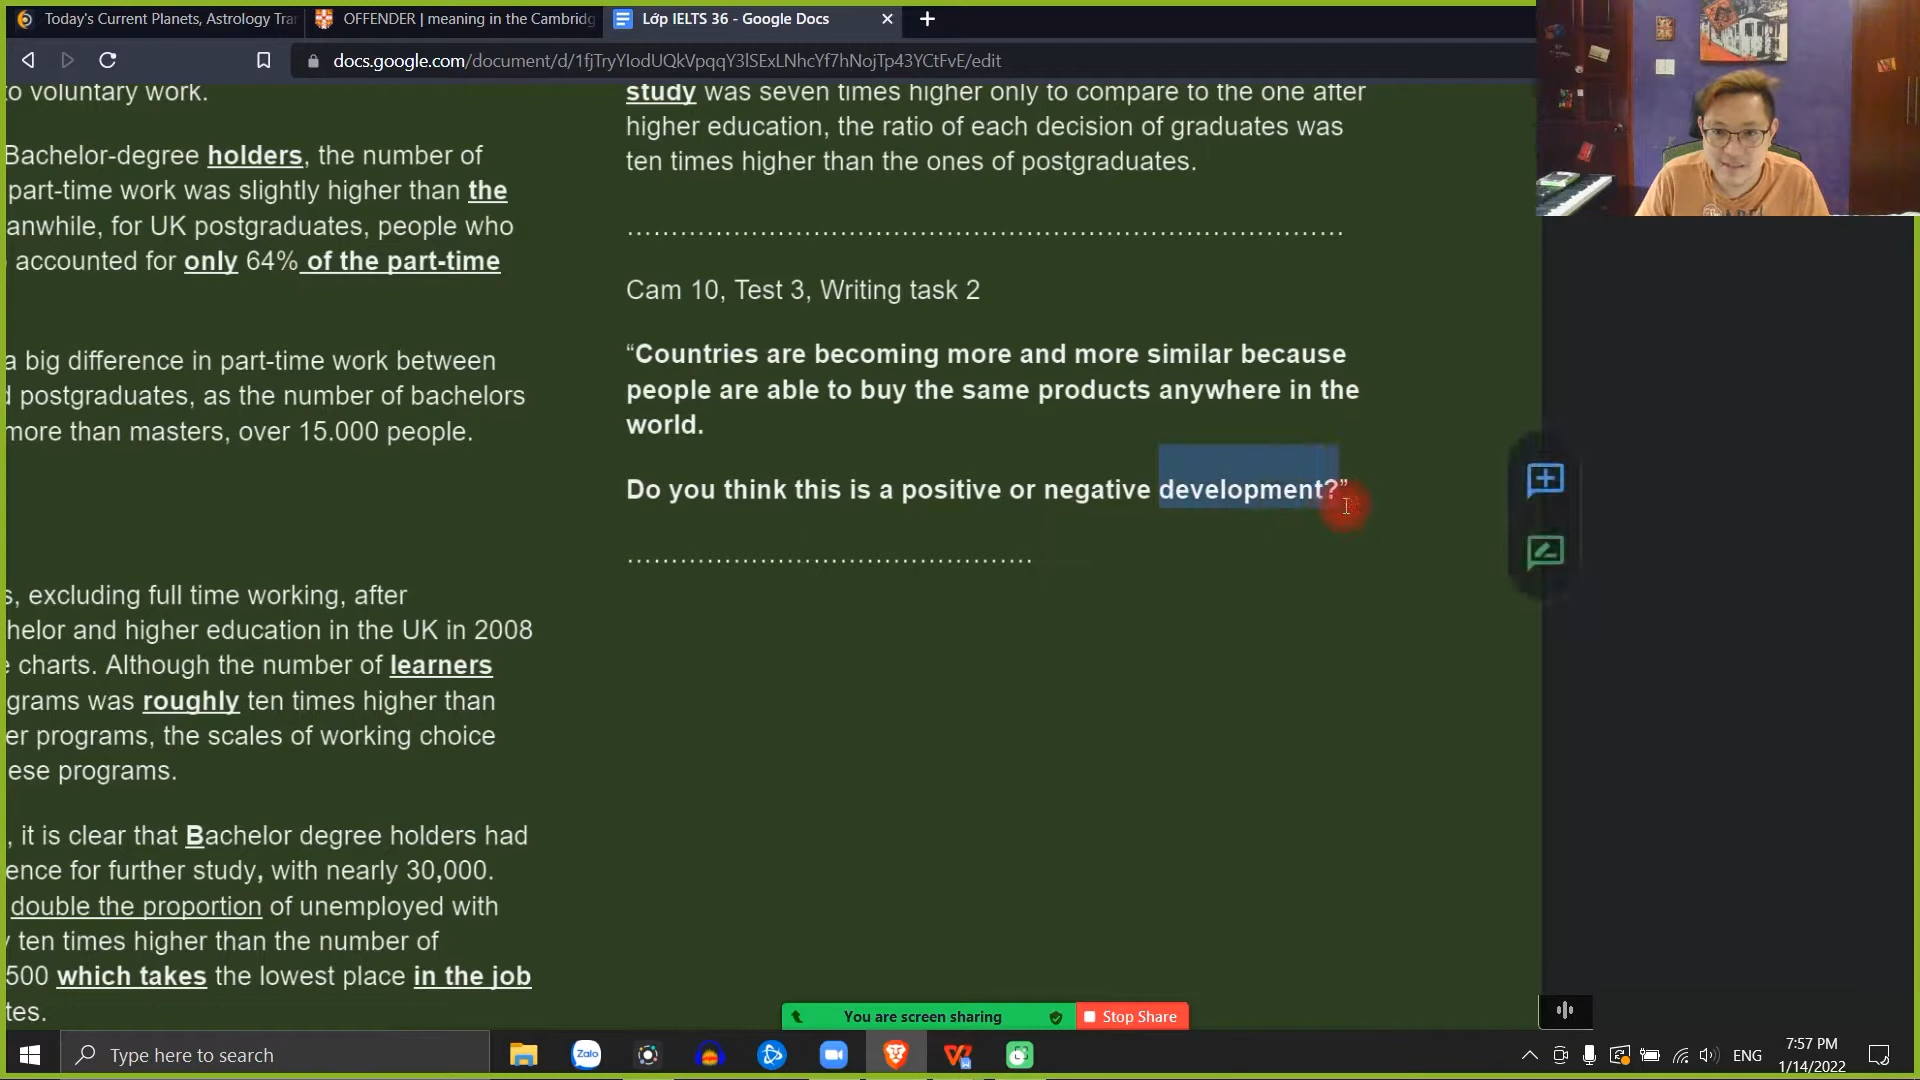 Today's Current Planets, Astrology Tra
OFFENDER | meaning in the Cambridg
Lớp IELTS 36 - Google Docs
docs.google.com/document/d/1fjTryYIodUQkVpqqY3lSExLNhcYf7hNojTp43YCtFvE/edit
to voluntary work.
Bachelor-degree holders, the number of
part-time work was slightly higher than the
anwhile, for UK postgraduates, people who
accounted for only 64% of the part-time
a big difference in part-time work between
d postgraduates, as the number of bachelors
more than masters, over 15.000 people.
s, excluding full time working, after
helor and higher education in the UK in 2008
e charts. Although the number of learners
grams was roughly ten times higher than
er programs, the scales of working choice
ese programs.
, it is clear that Bachelor degree holders had
ence for further study, with nearly 30,000.
double the proportion of unemployed with
y ten times higher than the number of
500 which takes the lowest place in the job
tes.
study was seven times higher only to compare to the one after
higher education, the ratio of each decision of graduates was
ten times higher than the ones of postgraduates.
................................................................................
Cam 10, Test 3, Writing task 2
“Countries are becoming more and more similar because
people are able to buy the same products anywhere in the
world.
Do you think this is a positive or negative development?”
.............................................
You are screen sharing
Stop Share
Type here to search
Zalo
ENG
7:57 PM
1/14/2022